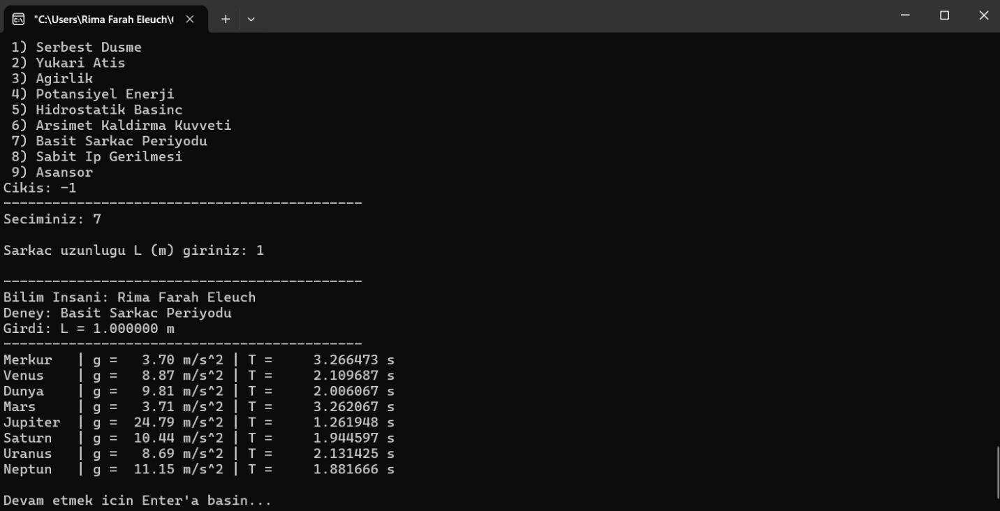 "C:\Users\Rima Farah Eleuch\
1) Serbest Dusme
2) Yukari Atis
3) Agirlik
4) Potansiyel Enerji
5) Hidrostatik Basinc
6) Arsimet Kaldirma Kuvveti
7) Basit Sarkac Periyodu
8) Sabit Ip Gerilmesi
9) Asansor
Cikis: -1
--------------------------------------------
Seciminiz: 7
Sarkac uzunlugu L (m) giriniz: 1
--------------------------------------------
Bilim Insani: Rima Farah Eleuch
Deney: Basit Sarkac Periyodu
Girdi: L = 1.000000 m
--------------------------------------------
Merkur   | g =   3.70 m/s^2 | T =     3.266473 s
Venus    | g =   8.87 m/s^2 | T =     2.109687 s
Dunya    | g =   9.81 m/s^2 | T =     2.006067 s
Mars     | g =   3.71 m/s^2 | T =     3.262067 s
Jupiter  | g =  24.79 m/s^2 | T =     1.261948 s
Saturn   | g =  10.44 m/s^2 | T =     1.944597 s
Uranus   | g =   8.69 m/s^2 | T =     2.131425 s
Neptun   | g =  11.15 m/s^2 | T =     1.881666 s
Devam etmek icin Enter'a basin...